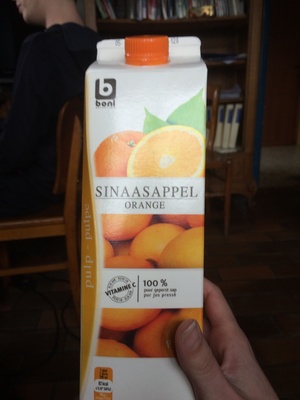 boni
SINAASAPPEL
ORANGE
pulp - pulpe
VITAMINE C
100 %
puur geperst sap
pur jus pressé